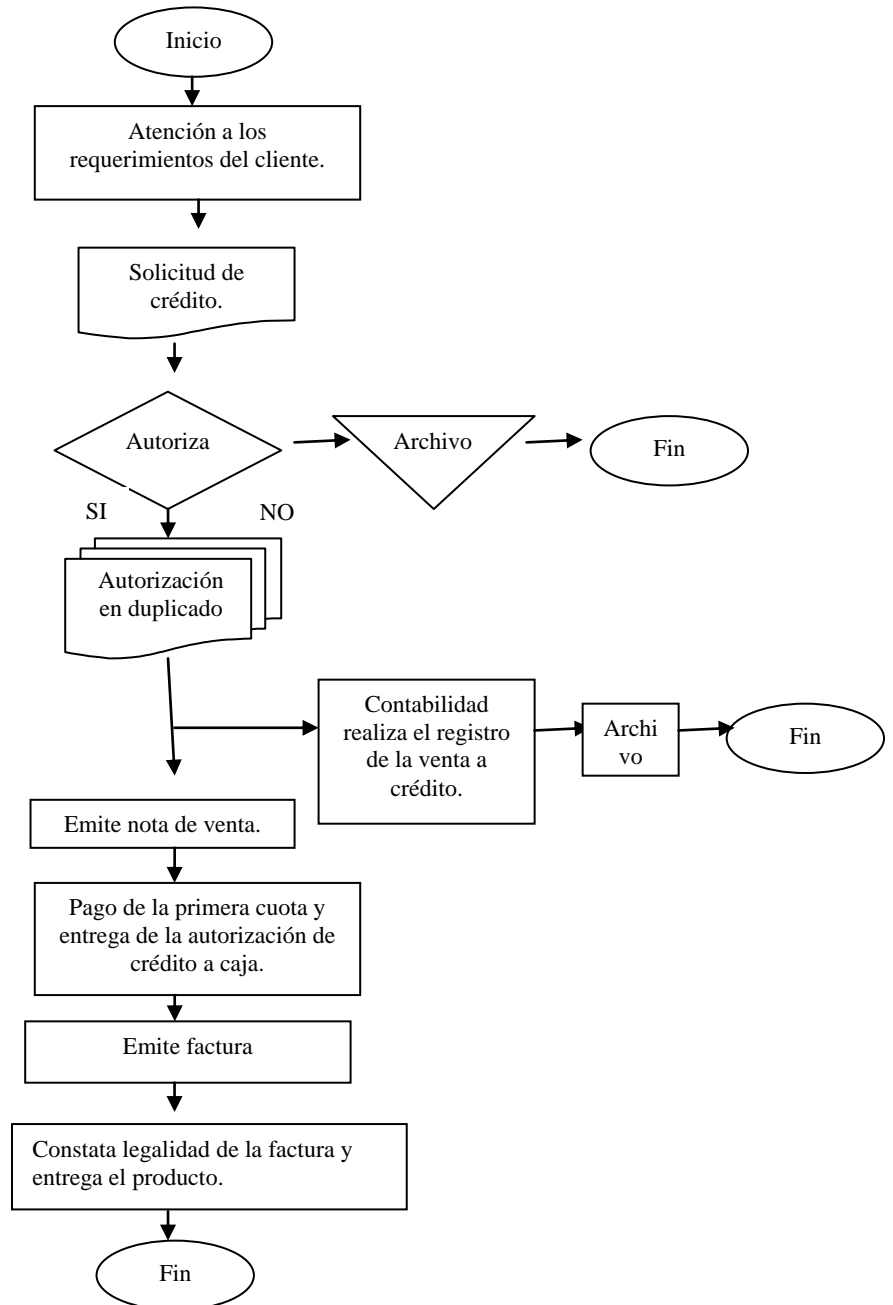 Inicio
Atención a los
requerimientos del cliente.
Solicitud de
crédito.
Autoriza
Archivo
Fin
SI
NO
Autorización
en duplicado
Contabilidad
realiza el registro
de la venta a
crédito.
Archi
vo
Fin
Emite nota de venta.
Pago de la primera cuota y
entrega de la autorización de
crédito a caja.
Emite factura
Constata legalidad de la factura y
entrega el producto.
Fin